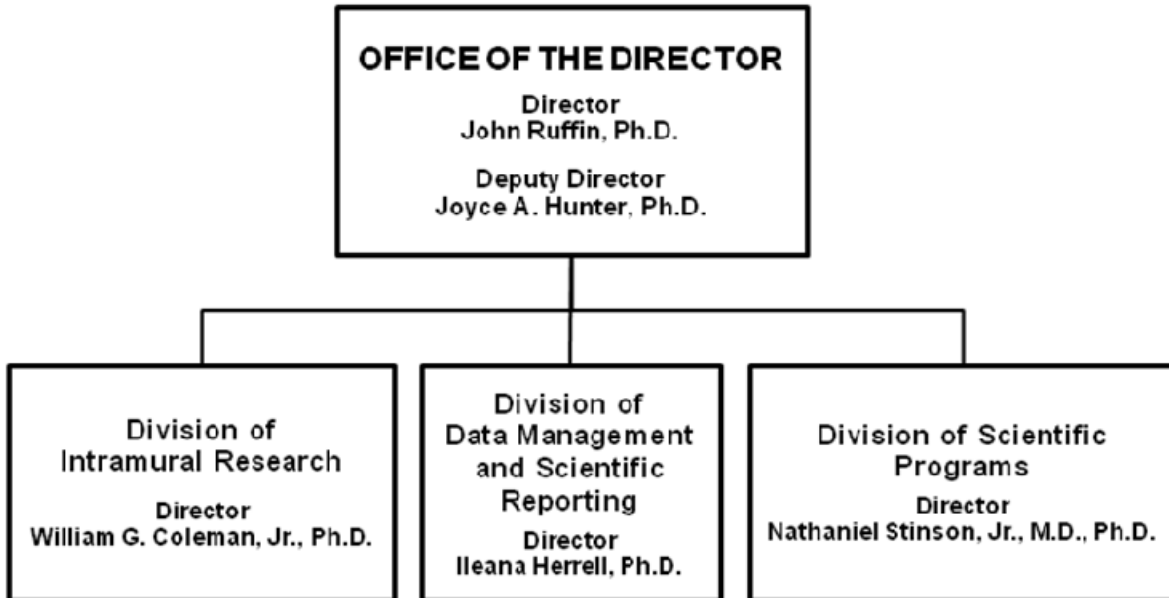 OFFICE OF THE DIRECTOR
Director
John Ruffin, Ph.D.
Deputy Director
Joyce A. Hunter, Ph.D.
Division of
Intramural Research
Director
William G. Coleman, Jr., Ph.D.
Division of
Data Management
and Scientific
Reporting
Director
Ileana Herrell, Ph.D.
Division of Scientific
Programs
Director
Nathaniel Stinson, Jr., M.D., Ph.D.